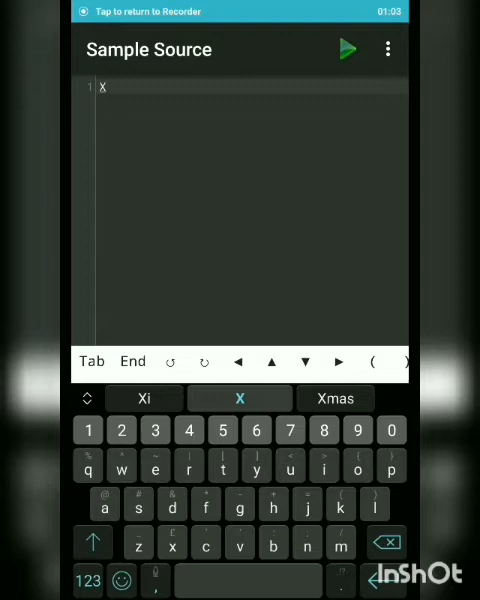 Tap to return to Recorder 01:03
Sample Source
1 X
Tab End ↺ ↻ ◄ ▲ ▼ ► ( )
Xi X Xmas
1 2 3 4 5 6 7 8 9 0
q w e r t y u i o p
a s d f g h j k l
z x c v b n m
123 , .
InShOt